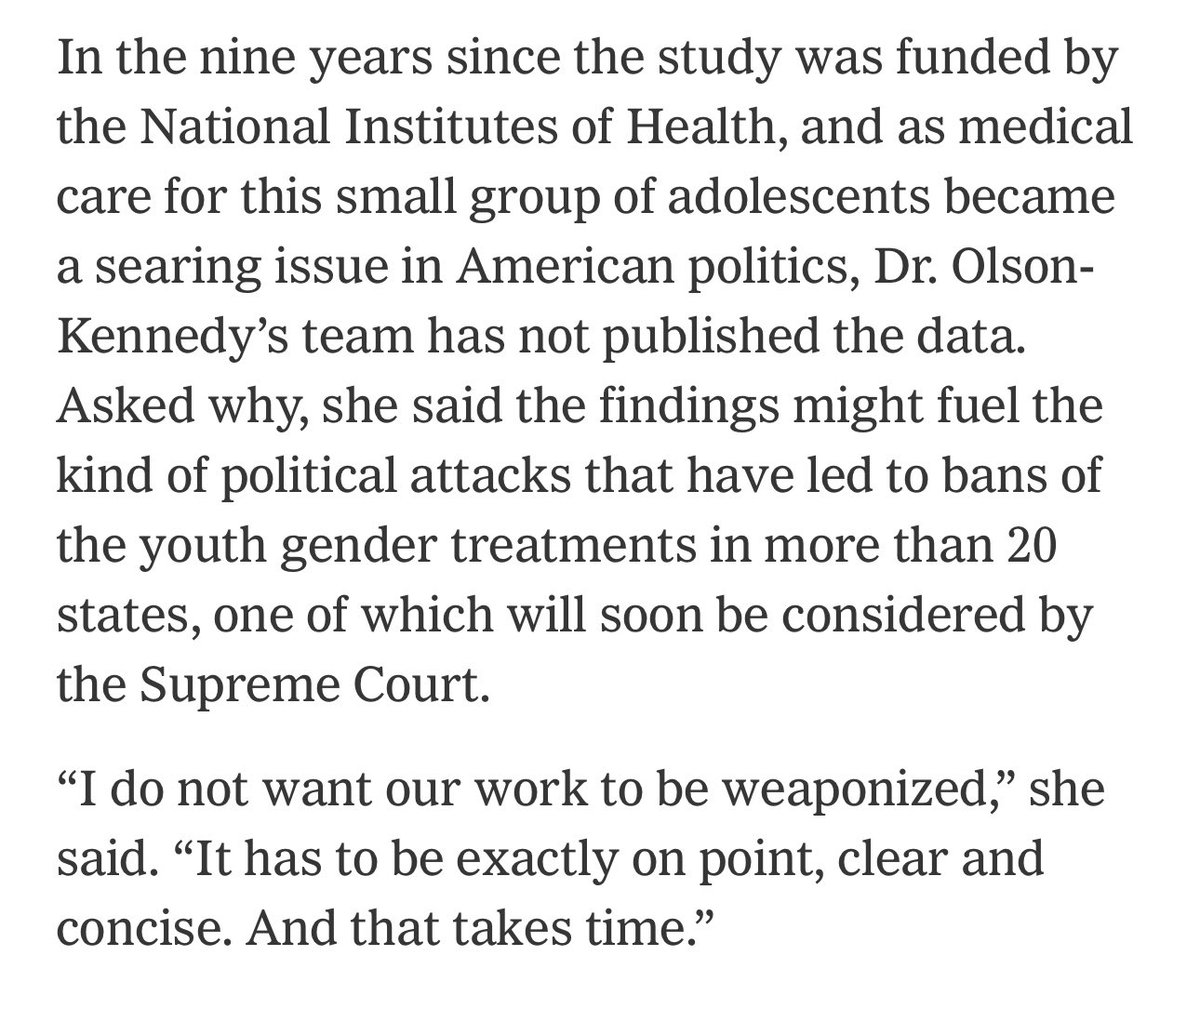 In the nine years since the study was funded by
the National Institutes of Health, and as medical
care for this small group of adolescents became
a searing issue in American politics, Dr. Olson-
Kennedy’s team has not published the data.
Asked why, she said the findings might fuel the
kind of political attacks that have led to bans of
the youth gender treatments in more than 20
states, one of which will soon be considered by
the Supreme Court.
“I do not want our work to be weaponized,” she
said. “It has to be exactly on point, clear and
concise. And that takes time.”